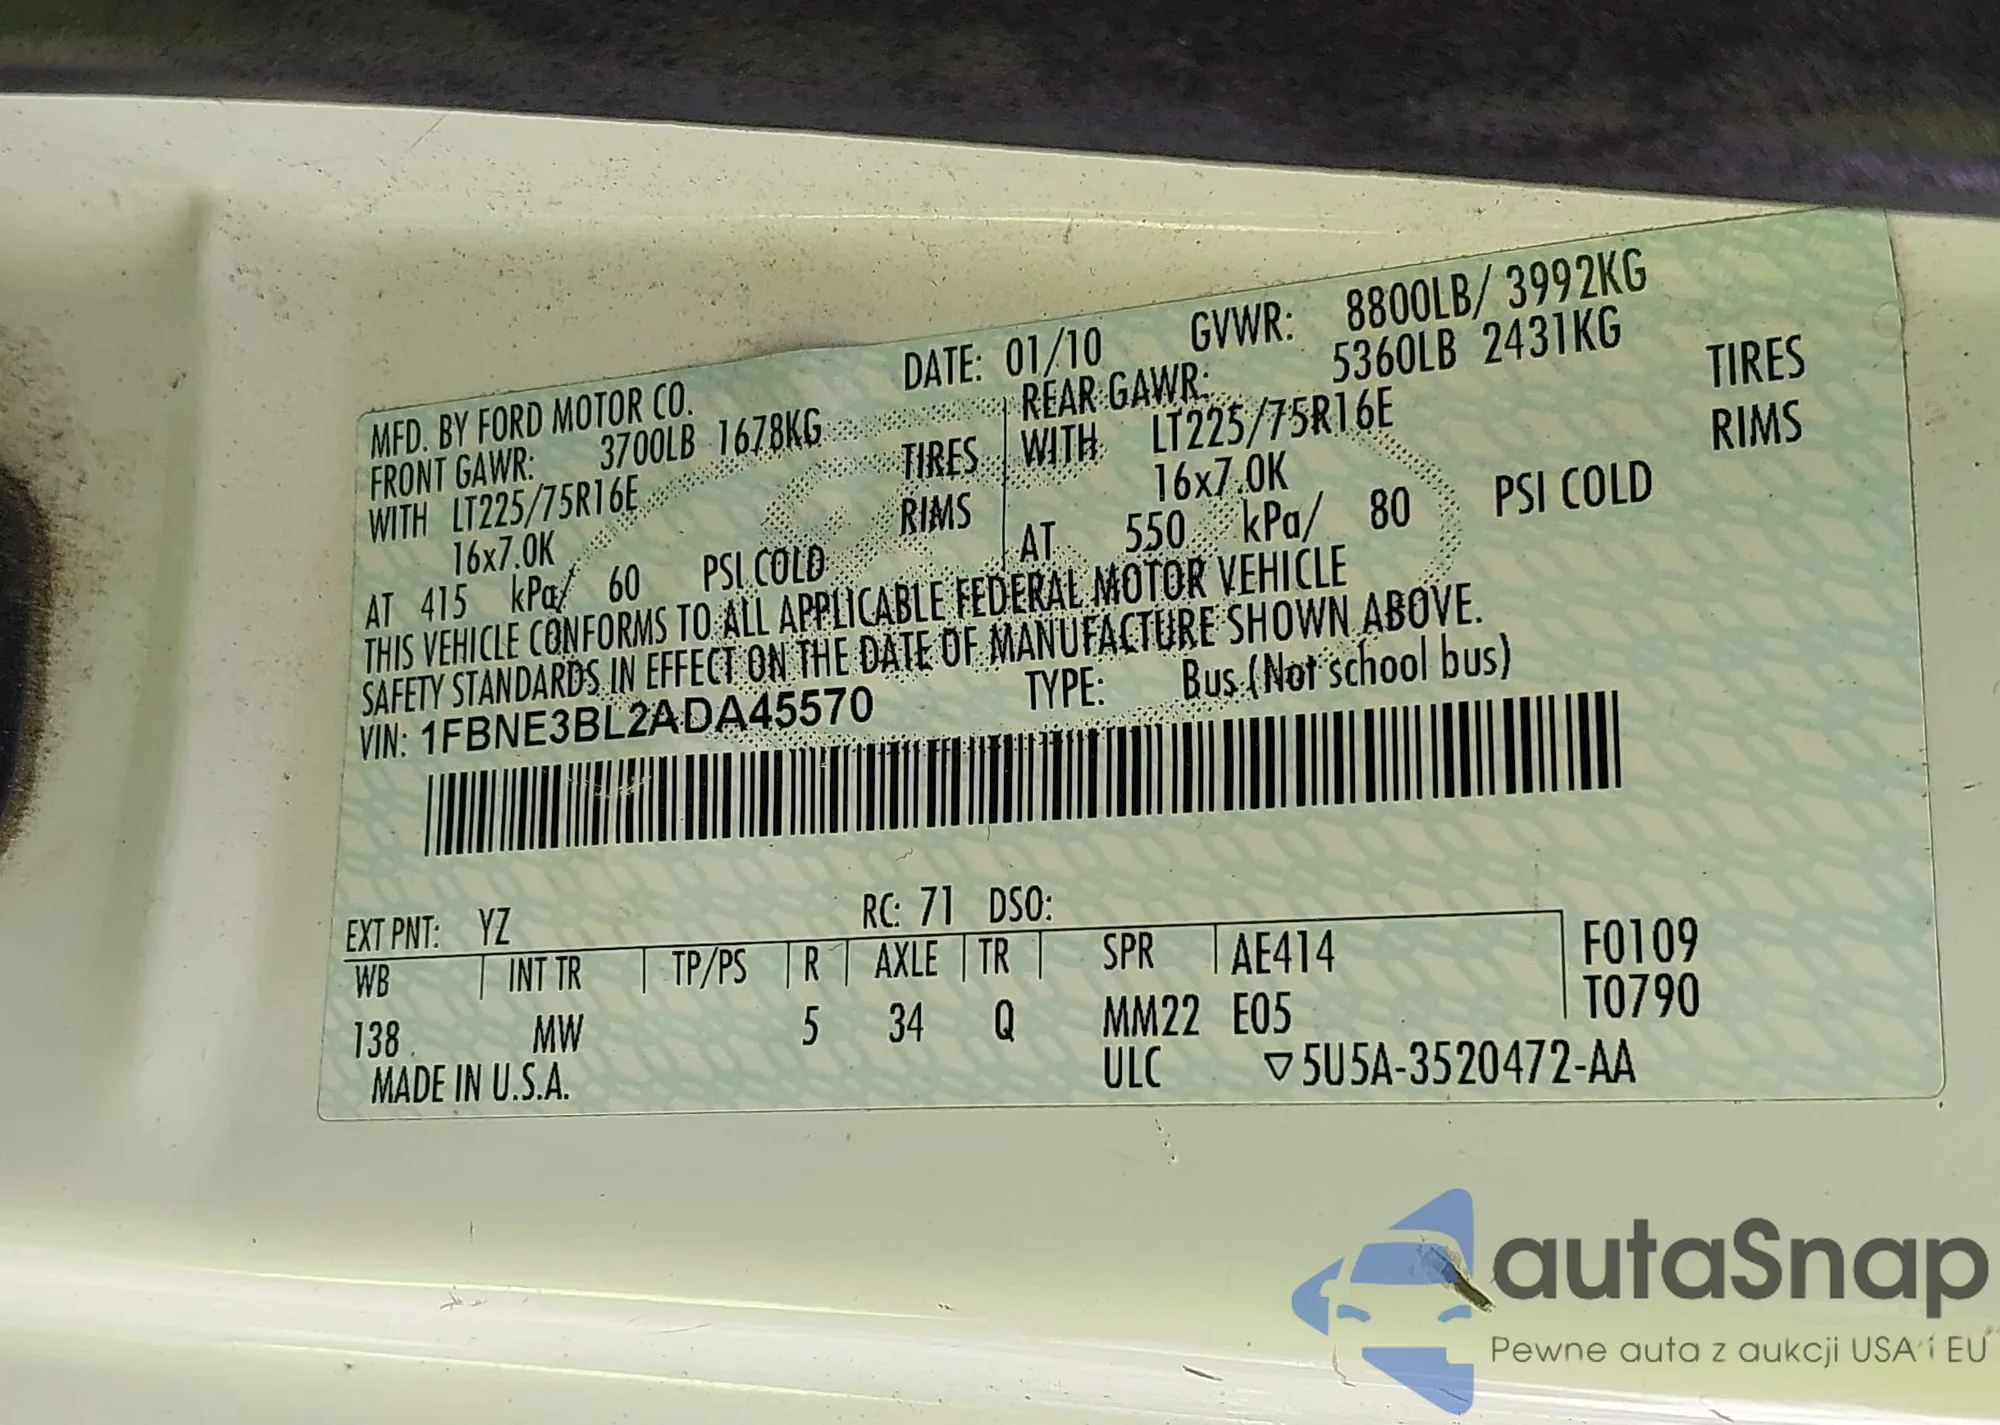 MFD. BY FORD MOTOR CO. DATE: 01/10 GVWR: 8800LB/ 3992KG
FRONT GAWR: 3700LB 1678KG REAR GAWR: 5360LB 2431KG
WITH LT225/75R16E TIRES WITH LT225/75R16E TIRES
16x7.0K RIMS 16x7.0K RIMS
AT 415 kPa/ 60 PSI COLD AT 550 kPa/ 80 PSI COLD
THIS VEHICLE CONFORMS TO ALL APPLICABLE FEDERAL MOTOR VEHICLE
SAFETY STANDARDS IN EFFECT ON THE DATE OF MANUFACTURE SHOWN ABOVE.
VIN: 1FBNE3BL2ADA45570 TYPE: Bus (Not school bus)
EXT PNT: YZ RC: 71 DSO:
WB INT TR TP/PS R AXLE TR SPR AE414 F0109
138 MW 5 34 Q MM22 E05 T0790
MADE IN U.S.A. ULC ▽5U5A-3520472-AA
autaSnap
Pewne auta z aukcji USA i EU